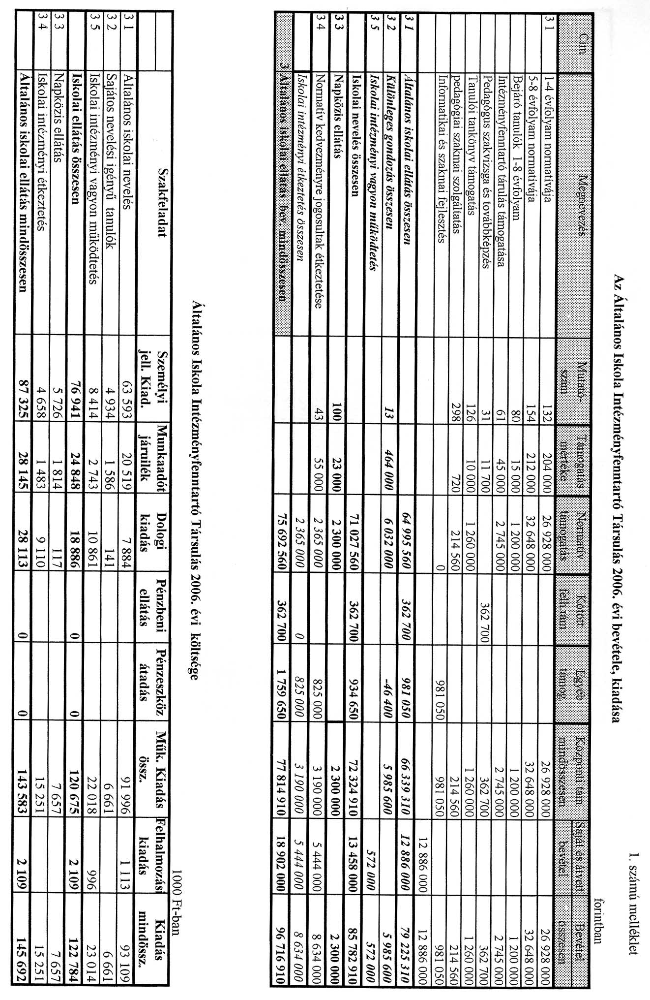 1. számú melléklet
Az Általános Iskola Intézményfenntartó Társulás 2006. évi bevétele, kiadása
forintban
Cím Megnevezés Mutató-szám Támogatás mértéke Normatív támogatás Kötött felh.tám Egyéb támog. Központi tám mindösszesen Saját és átvett bevétel Bevétel összesen
3 1 1-4 évfolyam normatívája 132 204 000 26 928 000 26 928 000 26 928 000
5-8 évfolyam normatívája 154 212 000 32 648 000 32 648 000 32 648 000
Bejáró tanulók 1-8 évfolyam 80 15 000 1 200 000 1 200 000 1 200 000
Intézményfenntartó tárulás támogatása 61 45 000 2 745 000 2 745 000 2 745 000
Pedagógus szakvizsga és továbbképzés 31 11 700 362 700 362 700 362 700
Tanulói tankönyv támogatás 126 10 000 1 260 000 1 260 000 1 260 000
pedagógiai szakmai szolgáltatás 298 720 214 560 214 560 214 560
Informatikai és szakmai fejlesztés 0 981 050 981 050 981 050
12 886 000 12 886 000
3 1 Általános iskolai ellátás összesen 64 995 560 362 700 981 050 66 339 310 12 886 000 79 225 310
3 2 Különleges gondozás összesen 13 464 000 6 032 000 -46 400 5 985 600 5 985 600
3 5 Iskolai intézményi vagyon működtetés 572 000 572 000
Iskolai nevelés összesen 71 027 560 362 700 934 650 72 324 910 13 458 000 85 782 910
3 3 Napközis ellátás 100 23 000 2 300 000 2 300 000 2 300 000
3 4 Normatív kedvezményre jogosultak étkeztetése 43 55 000 2 365 000 825 000 3 190 000 5 444 000 8 634 000
Iskolai intézményi étkeztetés összesen 2 365 000 0 825 000 3 190 000 5 444 000 8 634 000
3 Általános iskolai ellátás bev. mindösszesen 75 692 560 362 700 1 759 650 77 814 910 18 902 000 96 716 910
Általános Iskola Intézményfenntartó Társulás 2006. évi költsége
1000 Ft-ban
Szakfeladat Személyi jell. Kiad. Munkaadót járuilék Dologi kiadás Pénzbeni ellátás Pénzeszköz átadás Műk. Kiadás össz. Felhalmozási kiadás Kiadás mindössz.
3 1 Általános iskolai nevelés 63 593 20 519 7 884 91 996 1 113 93 109
3 2 Sajátos nevelési igényű tanulók 4 934 1 586 141 6 661 6 661
3 5 Iskolai intézményi vagyon működtetés 8 414 2 743 10 861 22 018 996 23 014
Iskolai ellátás összesen 76 941 24 848 18 886 0 0 120 675 2 109 122 784
3 3 Napközis ellátás 5 726 1 814 117 7 657 7 657
3 4 Iskolai intézményi étkeztetés 4 658 1 483 9 110 15 251 15 251
Általános iskolai ellátás mindösszesen 87 325 28 145 28 113 0 0 143 583 2 109 145 692